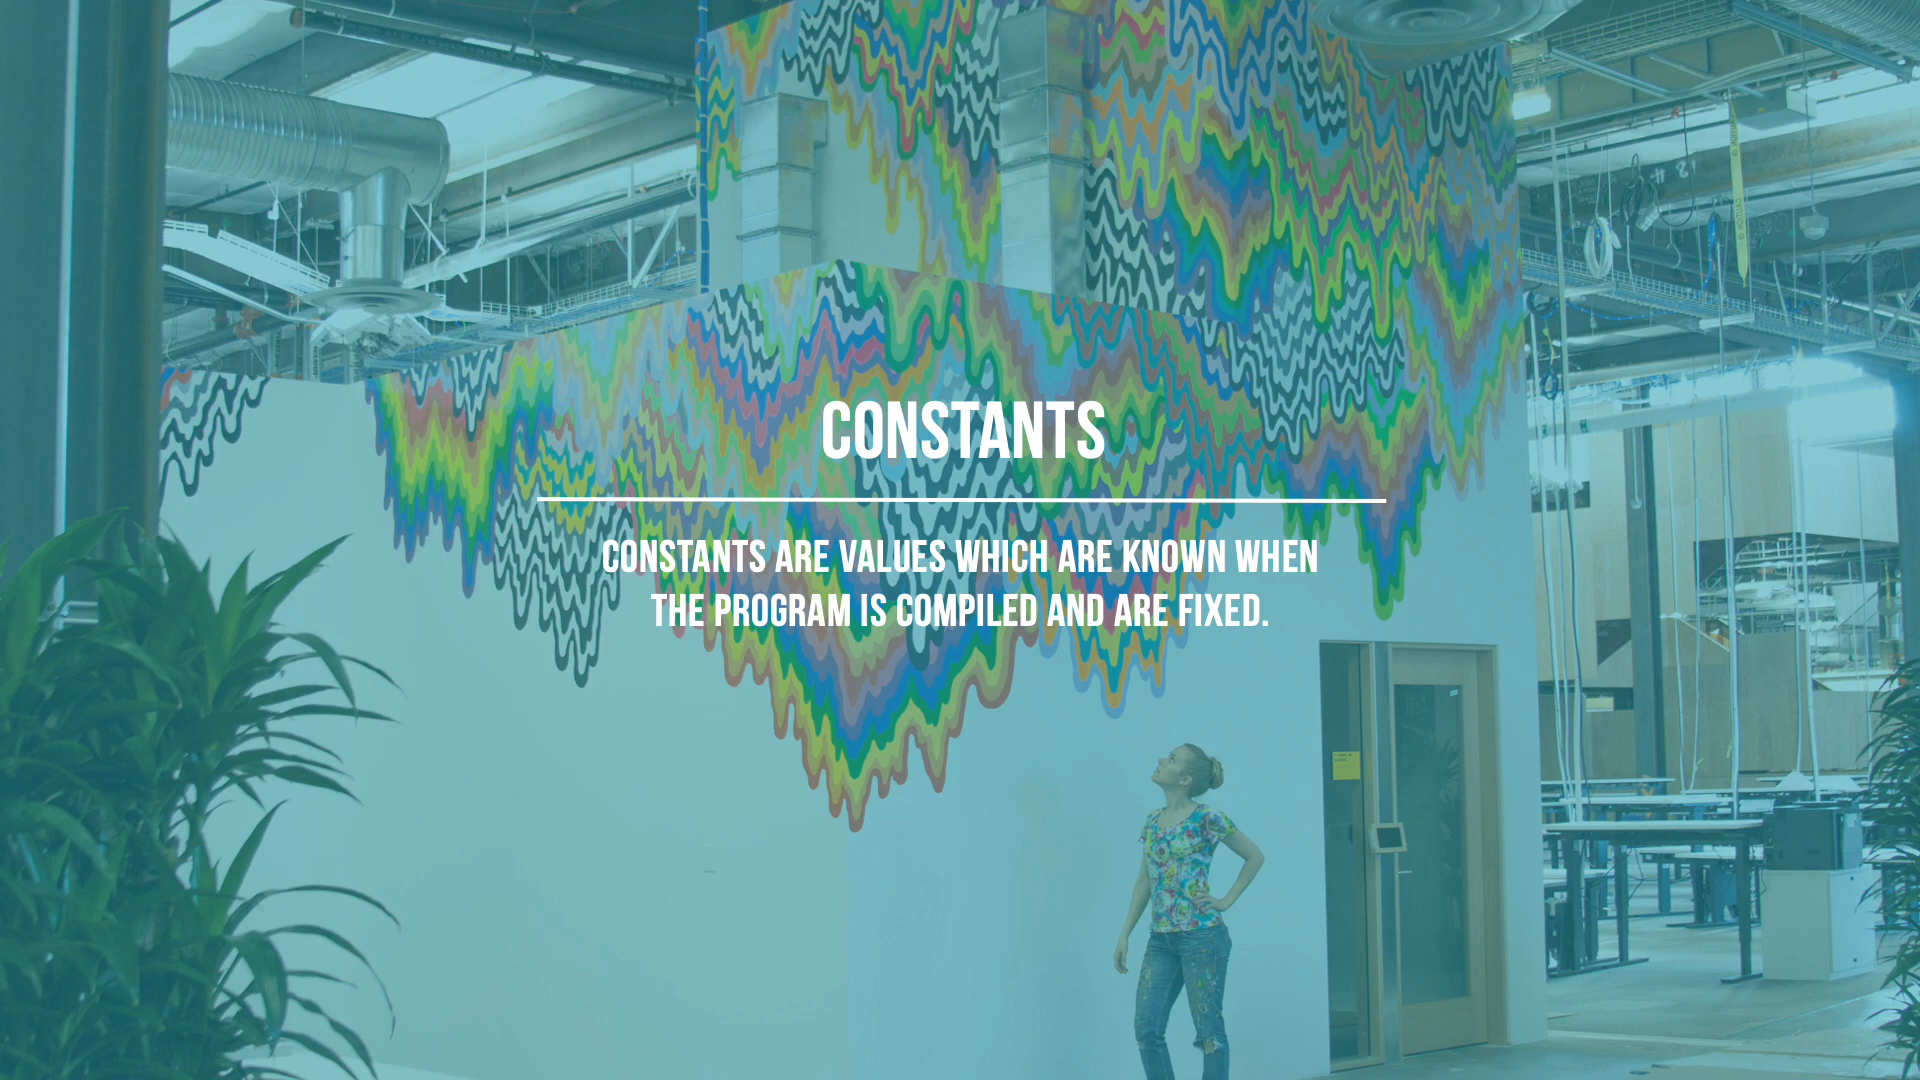 CONSTANTS
CONSTANTS ARE VALUES WHICH ARE KNOWN WHEN
THE PROGRAM IS COMPILED AND ARE FIXED.